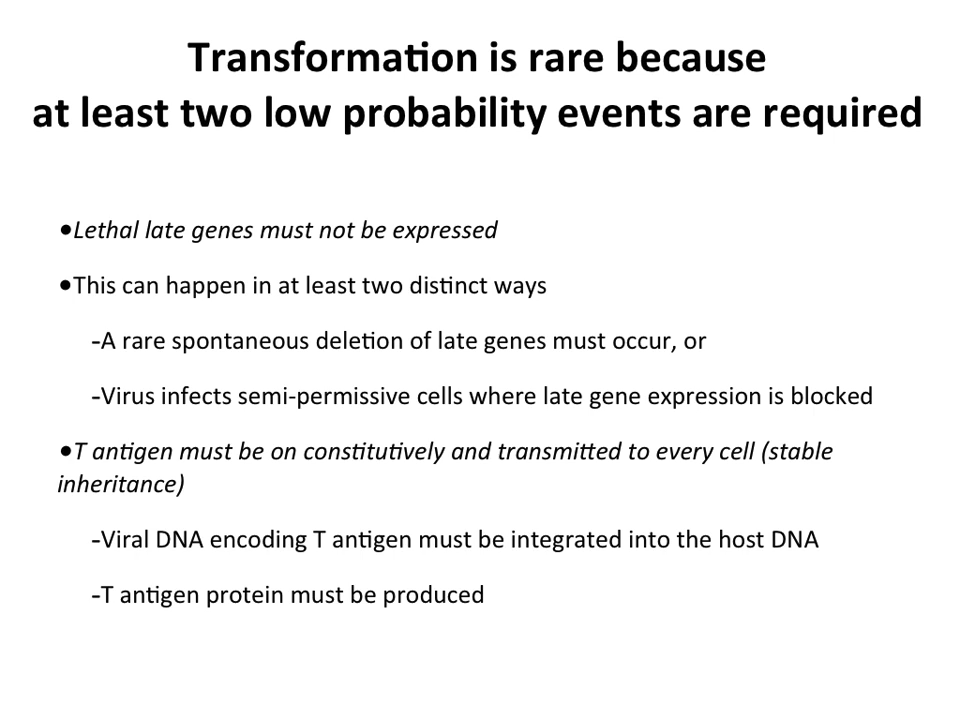 Transformation is rare because
at least two low probability events are required
•Lethal late genes must not be expressed
•This can happen in at least two distinct ways
-A rare spontaneous deletion of late genes must occur, or
-Virus infects semi-permissive cells where late gene expression is blocked
•T antigen must be on constitutively and transmitted to every cell (stable
inheritance)
-Viral DNA encoding T antigen must be integrated into the host DNA
-T antigen protein must be produced